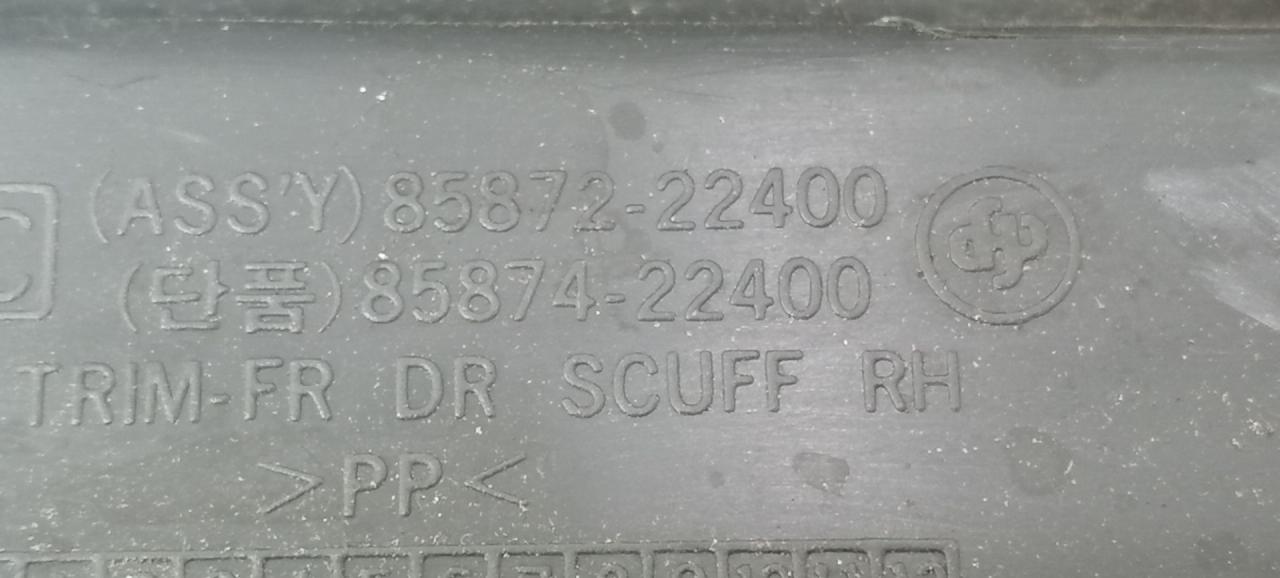 C
(ASS'Y) 85872-22400
(단품) 85874-22400
TRIM-FR DR SCUFF RH
>PP<